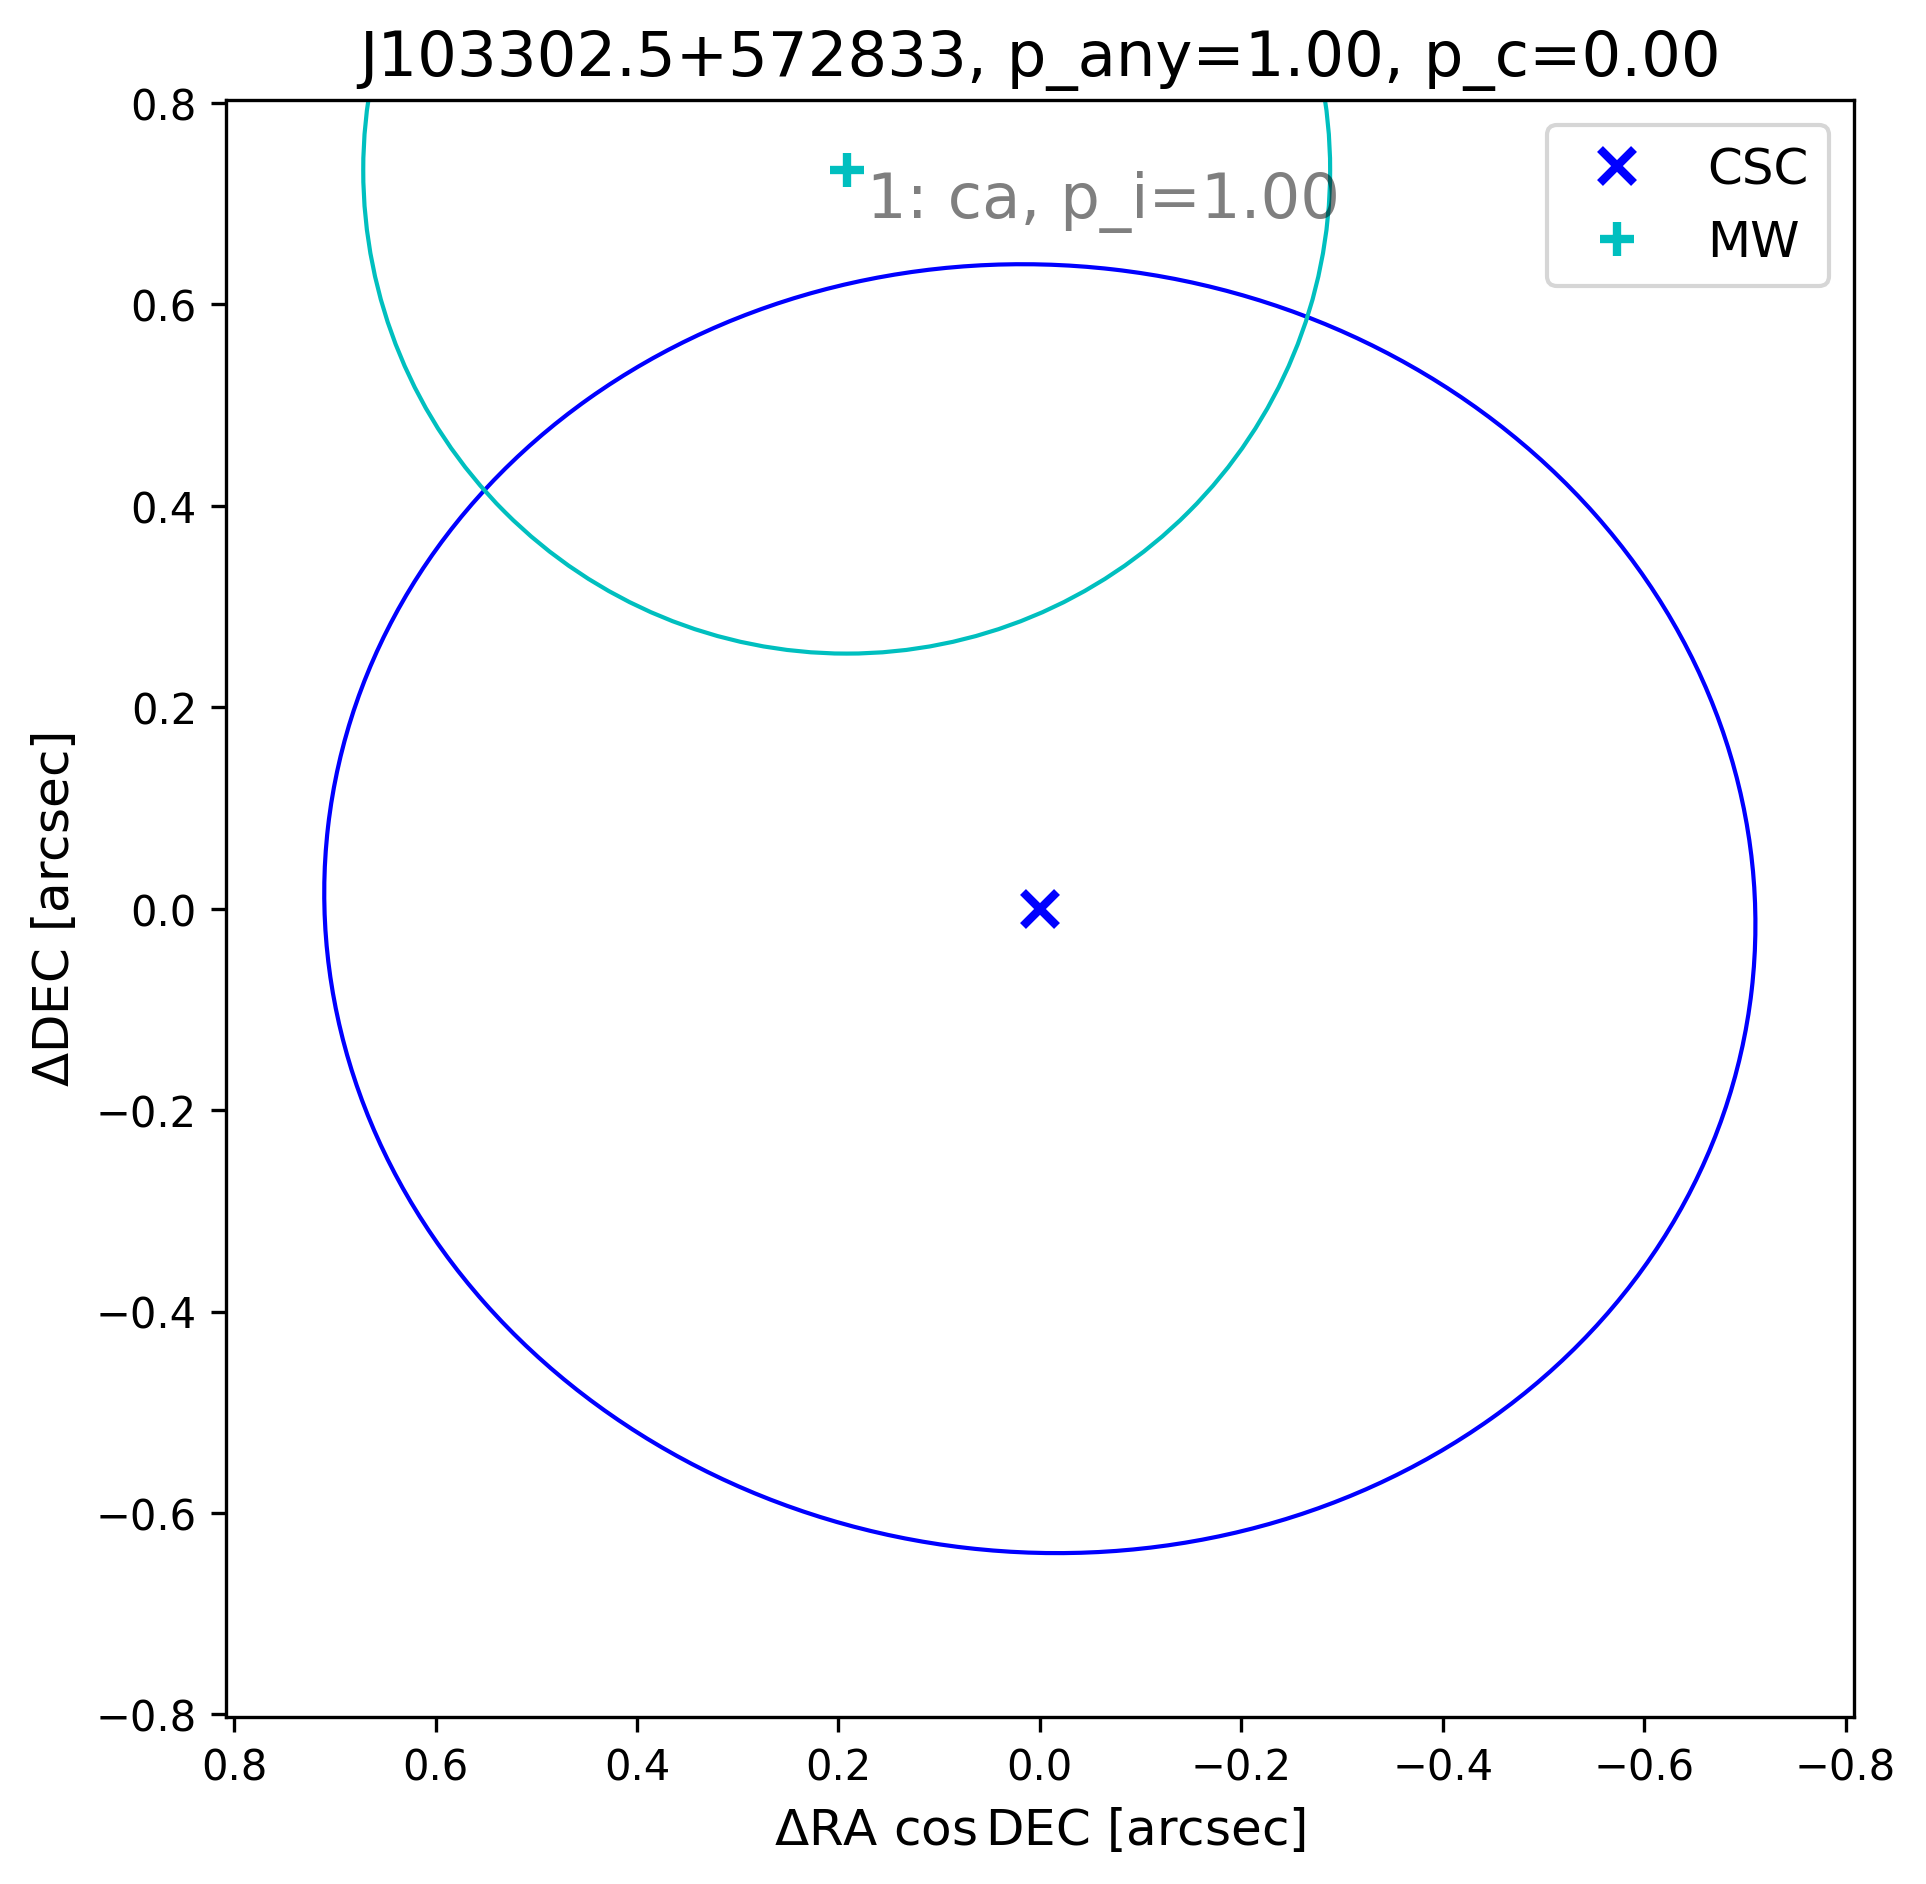 J103302.5+572833, p_any=1.00, p_c=0.00
CSC
MW
1: ca, p_i=1.00
0.8
0.6
0.4
0.2
0.0
−0.2
−0.4
−0.6
−0.8
ΔDEC [arcsec]
0.8 0.6 0.4 0.2 0.0 −0.2 −0.4 −0.6 −0.8
ΔRA cos DEC [arcsec]